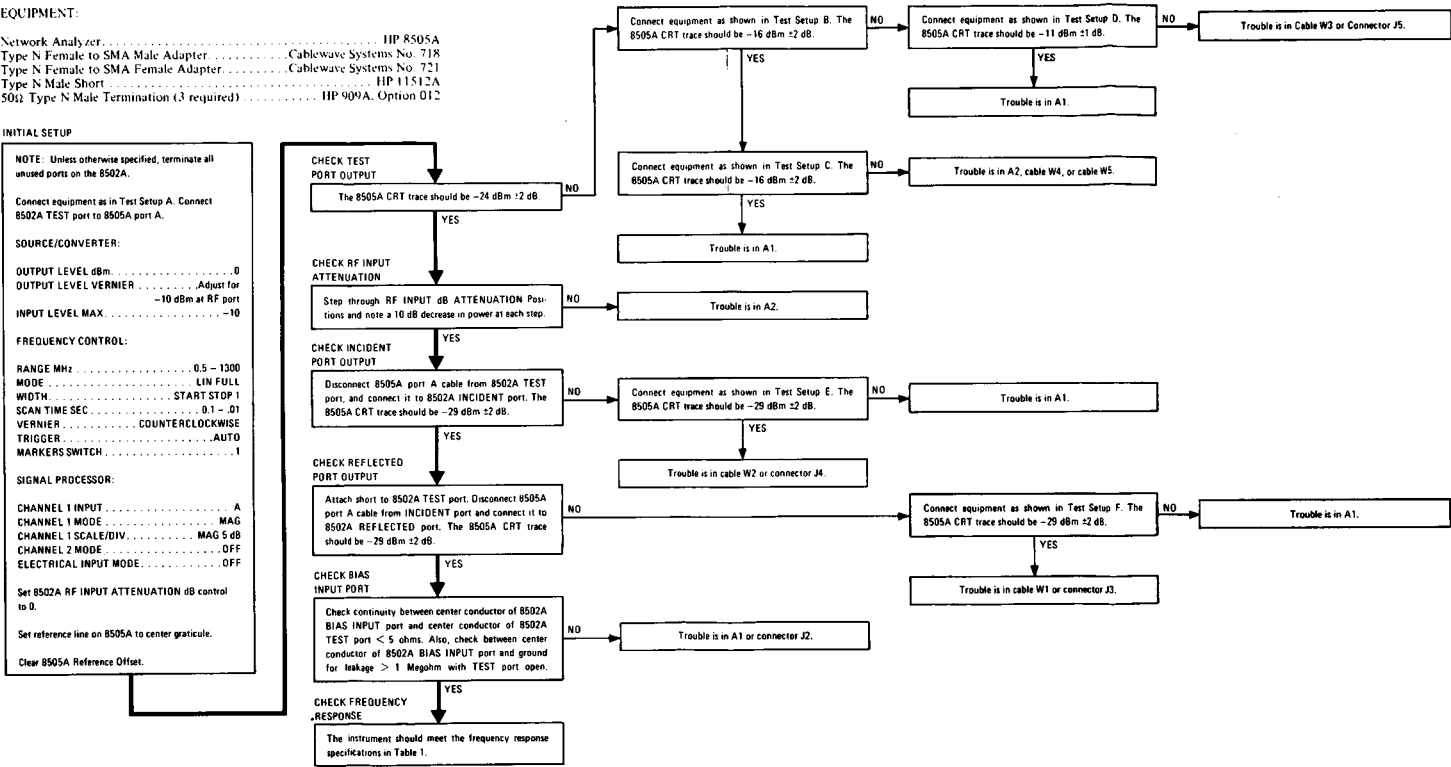 EQUIPMENT:
Network Analyzer . . . . . . . . . . . . . . . . . . . . HP 8505A
Type N Female to SMA Male Adapter . . . . . . . . . . Cablewave Systems No. 718
Type N Female to SMA Female Adapter . . . . . . . . . . Cablewave Systems No. 721
Type N Male Short . . . . . . . . . . . . . . . . . . . . HP 11512A
50Ω Type N Male Termination (3 required) . . . . . . . . . . HP 909A, Option 012
INITIAL SETUP
NOTE: Unless otherwise specified, terminate all
unused ports on the 8502A.
Connect equipment as in Test Setup A. Connect
8502A TEST port to 8505A port A.
SOURCE/CONVERTER:
OUTPUT LEVEL dBm. . . . . . . . . . . . . . . . . .0
OUTPUT LEVEL VERNIER . . . . . . . . .Adjust for
−10 dBm at RF port
INPUT LEVEL MAX. . . . . . . . . . . . . . . . . −10
FREQUENCY CONTROL:
RANGE MHz . . . . . . . . . . . . . . . . . . 0.5 − 1300
MODE . . . . . . . . . . . . . . . . . . . . LIN FULL
WIDTH. . . . . . . . . . . . . . . . . START STOP 1
SCAN TIME SEC . . . . . . . . . . . . . . . . 0.1 − .01
VERNIER . . . . . . . . . . . COUNTERCLOCKWISE
TRIGGER . . . . . . . . . . . . . . . . . . . . .AUTO
MARKERS SWITCH . . . . . . . . . . . . . . . . . .1
SIGNAL PROCESSOR:
CHANNEL 1 INPUT . . . . . . . . . . . . . . . . . . A
CHANNEL 1 MODE . . . . . . . . . . . . . . . . . MAG
CHANNEL 1 SCALE/DIV. . . . . . . . . . . MAG 5 dB
CHANNEL 2 MODE . . . . . . . . . . . . . . . . . .OFF
ELECTRICAL INPUT MODE. . . . . . . . . . . . .OFF
Set 8502A RF INPUT ATTENUATION dB control
to 0.
Set reference line on 8505A to center graticule.
Clear 8505A Reference Offset.
CHECK TEST
PORT OUTPUT
The 8505A CRT trace should be −24 dBm ±2 dB.
NO
YES
Connect equipment as shown in Test Setup B. The
8505A CRT trace should be −16 dBm ±2 dB.
NO
YES
Connect equipment as shown in Test Setup D. The
8505A CRT trace should be −11 dBm ±1 dB.
NO
YES
Trouble is in Cable W3 or Connector J5.
Trouble is in A1.
Connect equipment as shown in Test Setup C. The
8505A CRT trace should be −16 dBm ±2 dB.
NO
YES
Trouble is in A2, cable W4, or cable W5.
Trouble is in A1.
CHECK RF INPUT
ATTENUATION
Step through RF INPUT dB ATTENUATION Posi-
tions and note a 10 dB decrease in power at each step.
NO
YES
Trouble is in A2.
CHECK INCIDENT
PORT OUTPUT
Disconnect 8505A port A cable from 8502A TEST
port, and connect it to 8502A INCIDENT port. The
8505A CRT trace should be −29 dBm ±2 dB.
NO
YES
Connect equipment as shown in Test Setup E. The
8505A CRT trace should be −29 dBm ±2 dB.
NO
YES
Trouble is in A1.
Trouble is in cable W2 or connector J4.
CHECK REFLECTED
PORT OUTPUT
Attach short to 8502A TEST port. Disconnect 8505A
port A cable from INCIDENT port and connect it to
8502A REFLECTED port. The 8505A CRT trace
should be −29 dBm ±2 dB.
NO
YES
Connect equipment as shown in Test Setup F. The
8505A CRT trace should be −29 dBm ±2 dB.
NO
YES
Trouble is in A1.
Trouble is in cable W1 or connector J3.
CHECK BIAS
INPUT PORT
Check continuity between center conductor of 8502A
BIAS INPUT port and center conductor of 8502A
TEST port < 5 ohms. Also, check between center
conductor of 8502A BIAS INPUT port and ground
for leakage > 1 Megohm with TEST port open.
NO
YES
Trouble is in A1 or connector J2.
CHECK FREQUENCY
RESPONSE
The instrument should meet the frequency response
specifications in Table 1.